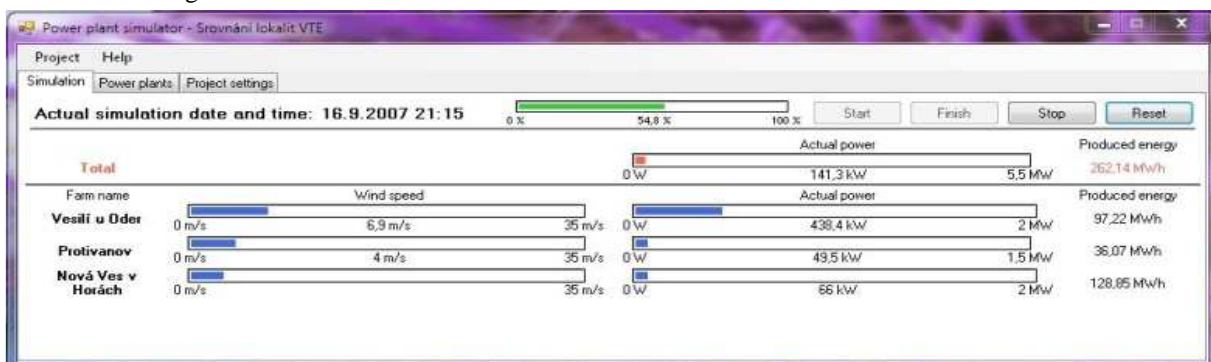 Power plant simulator - Srovnání lokalit VTE
Project Help
Simulation Power plants Project settings
Actual simulation date and time: 16.9.2007 21:15
0 % 54,8 % 100 %
Start Finish Stop Reset
Actual power Produced energy
Total 0 W 141,3 kW 5,5 MW 262,14 MWh
Farm name Wind speed Actual power Produced energy
Veselí u Oder 0 m/s 6,9 m/s 35 m/s 0 W 438,4 kW 2 MW 97,22 MWh
Protivanov 0 m/s 4 m/s 35 m/s 0 W 49,5 kW 1,5 MW 36,07 MWh
Nová Ves v
Horách 0 m/s 35 m/s 0 W 66 kW 2 MW 128,85 MWh